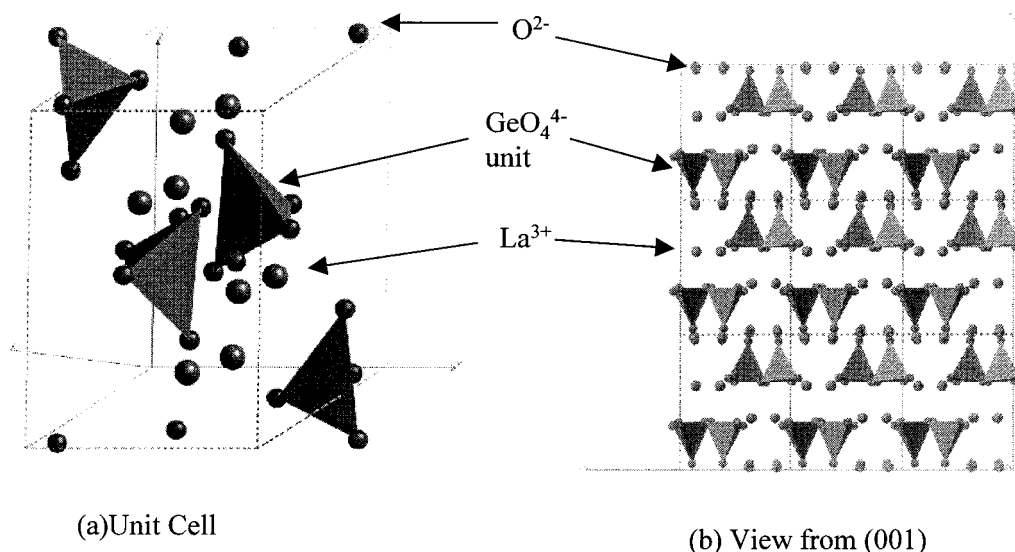 O²⁻
GeO₄⁴⁻
unit
La³⁺
(a)Unit Cell
(b) View from (001)